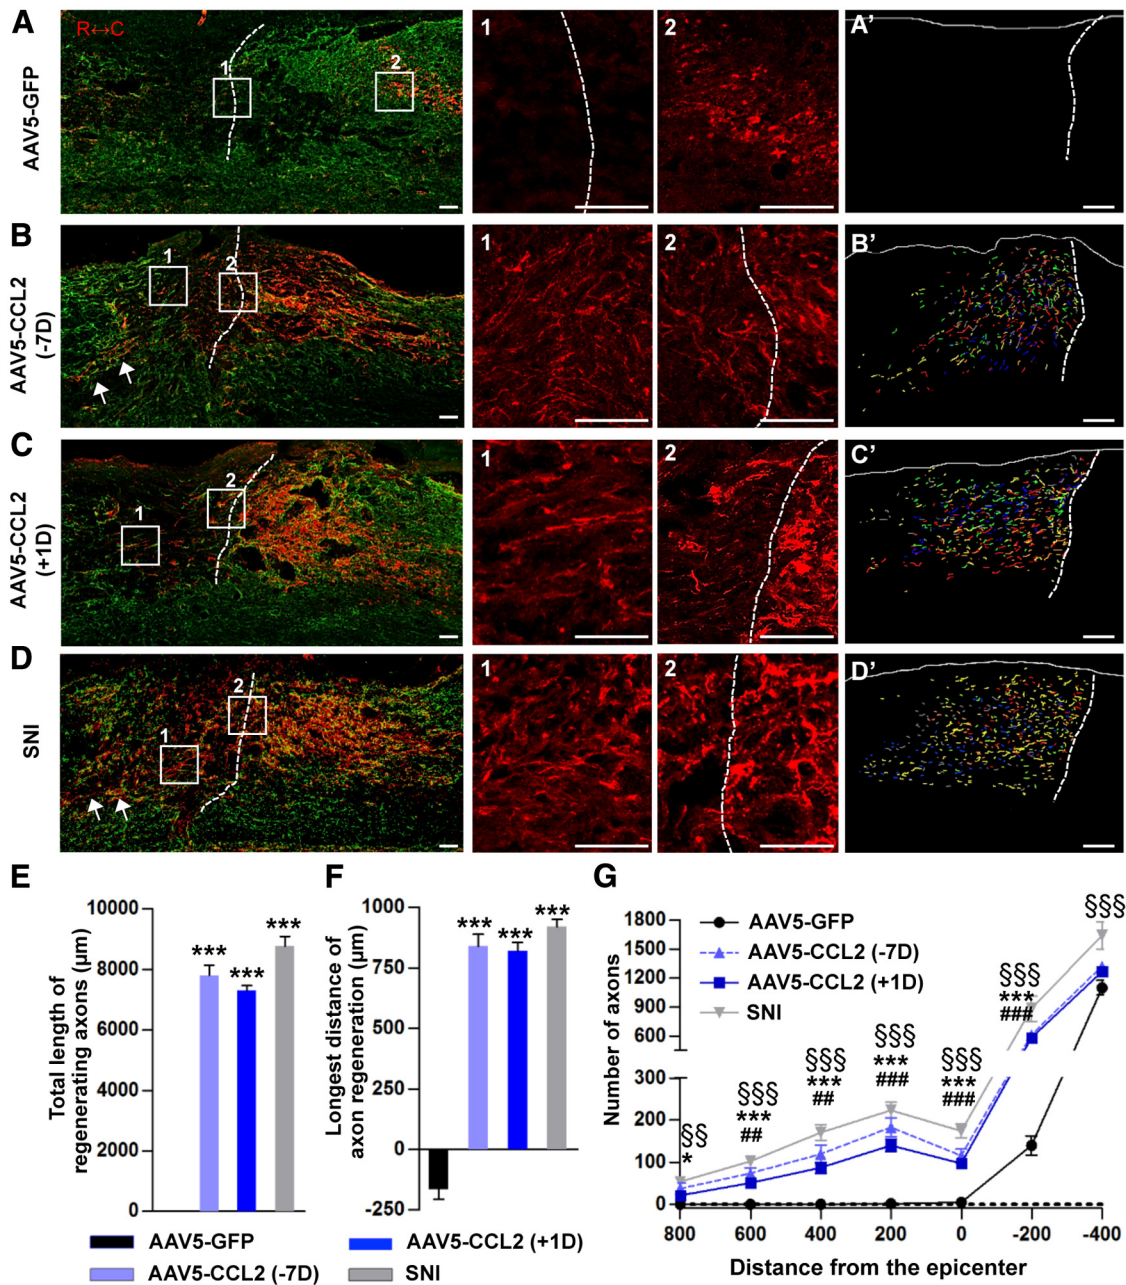 A
AAV5-GFP
R↔C
1
2
1
2
A’
B
AAV5-CCL2
(-7D)
1
2
1
2
B’
C
AAV5-CCL2
(+1D)
1
2
1
2
C’
D
SNI
1
2
1
2
D’
E
Total length of
regenerating axons (µm)
10000
8000
6000
4000
2000
0
***
***
***
F
Longest distance of
axon regeneration (µm)
1000
750
500
250
0
-250
***
***
***
AAV5-GFP
AAV5-CCL2 (-7D)
AAV5-CCL2 (+1D)
SNI
G
Number of axons
1800
1500
1200
900
600
300
200
100
0
AAV5-GFP
AAV5-CCL2 (-7D)
AAV5-CCL2 (+1D)
SNI
§§
*
§§§
***
##
§§§
***
##
§§§
***
###
§§§
***
###
§§§
***
###
§§§
800 600 400 200 0 -200 -400
Distance from the epicenter